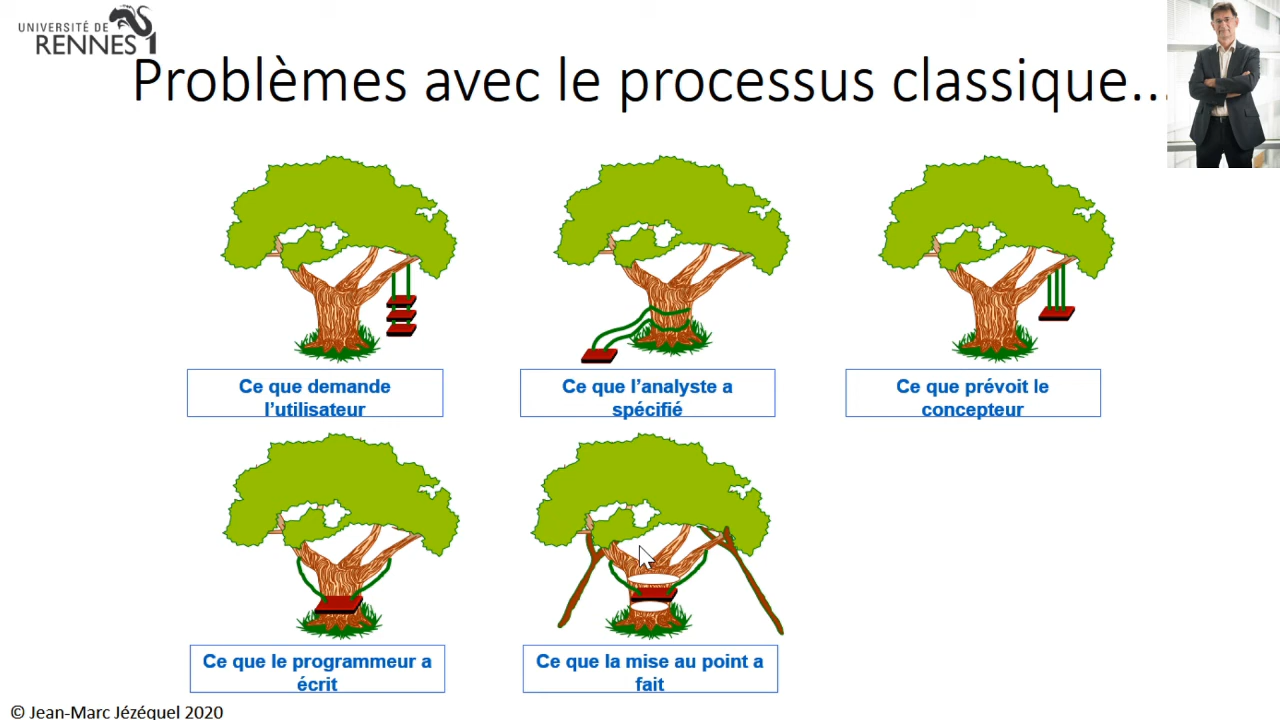 UNIVERSITÉ DE
RENNES 1
Problèmes avec le processus classique...
Ce que demande
l'utilisateur
Ce que l'analyste a
spécifié
Ce que prévoit le
concepteur
Ce que le programmeur a
écrit
Ce que la mise au point a
fait
© Jean-Marc Jézéquel 2020